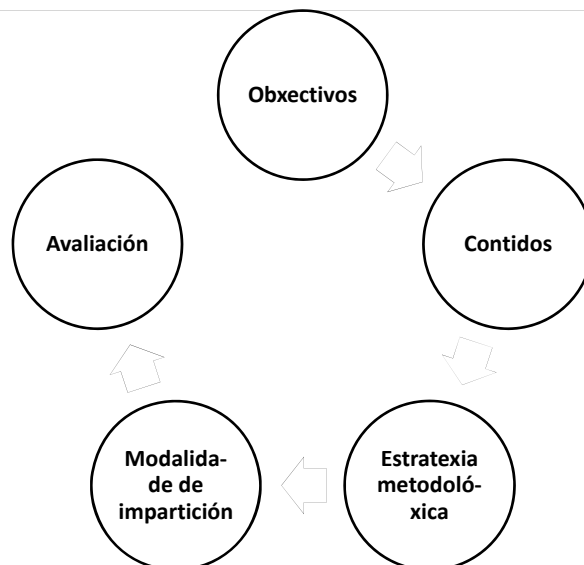 Obxectivos
Contidos
Estratexia
metodoló-
xica
Modalida-
de de
impartición
Avaliación